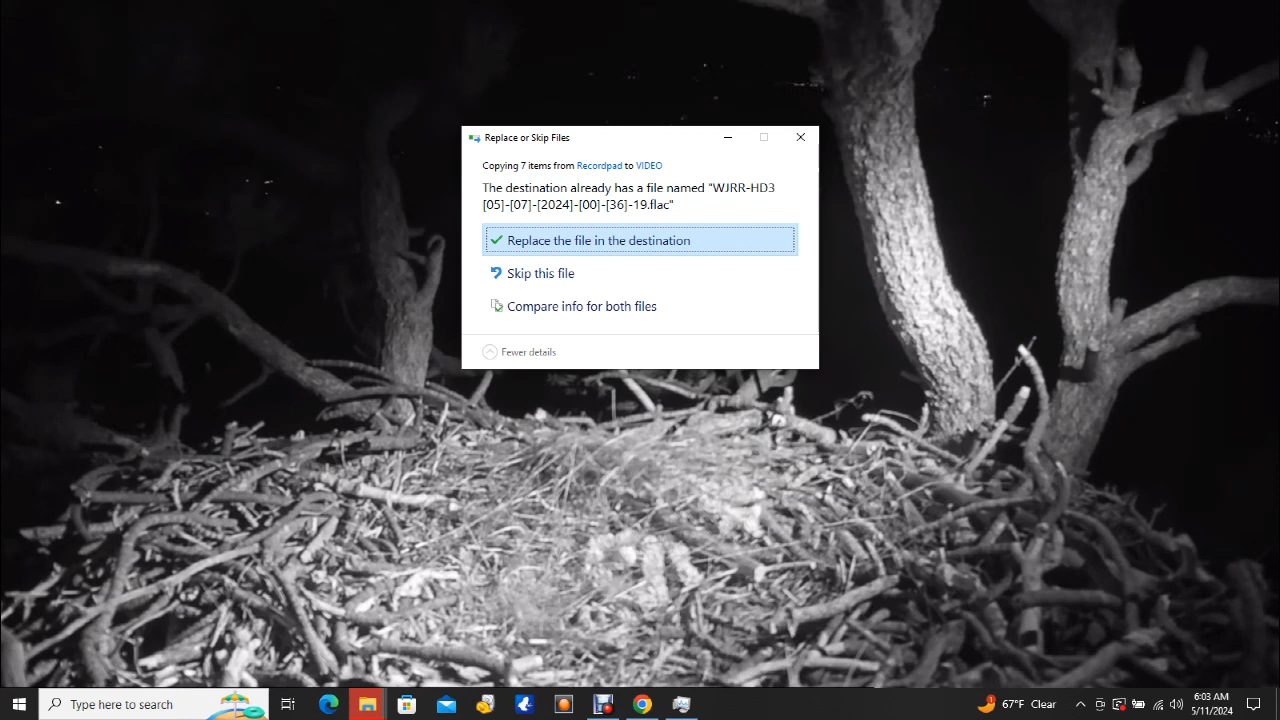 Replace or Skip Files
Copying 7 items from Recordpad to VIDEO
The destination already has a file named "WJRR-HD3
[05]-[07]-[2024]-[00]-[36]-19.flac"
Replace the file in the destination
Skip this file
Compare info for both files
Fewer details
Type here to search
1
67°F Clear
6:03 AM
5/11/2024